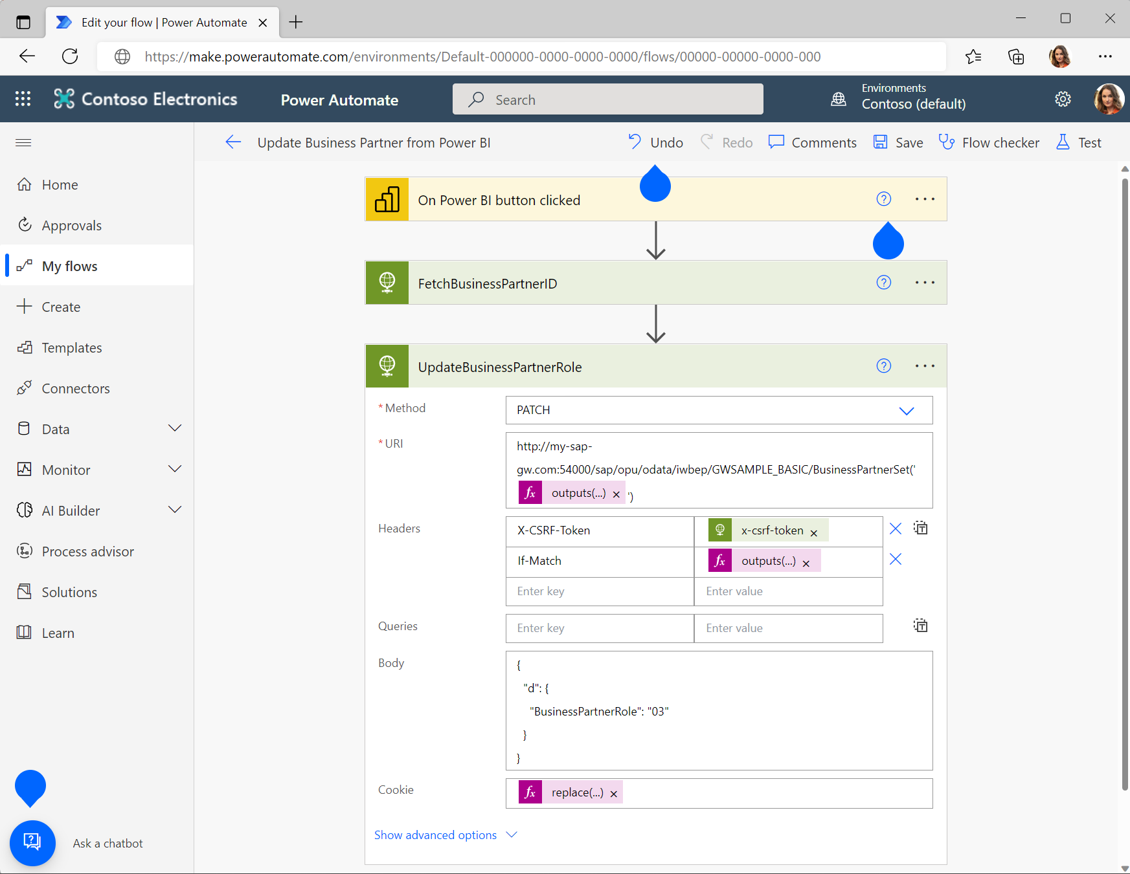 Edit your flow | Power Automate
https://make.powerautomate.com/environments/Default-000000-0000-0000-0000/flows/00000-00000-0000-000
Contoso Electronics
Power Automate
Search
Environments
Contoso (default)
Update Business Partner from Power BI
Undo
Redo
Comments
Save
Flow checker
Test
Home
Approvals
My flows
Create
Templates
Connectors
Data
Monitor
AI Builder
Process advisor
Solutions
Learn
Ask a chatbot
On Power BI button clicked
FetchBusinessPartnerID
UpdateBusinessPartnerRole
* Method
PATCH
* URI
http://my-sap-
gw.com:54000/sap/opu/odata/iwbep/GWSAMPLE_BASIC/BusinessPartnerSet('
fx outputs(...) × ')
Headers
X-CSRF-Token
x-csrf-token ×
If-Match
fx outputs(...) ×
Enter key
Enter value
Queries
Enter key
Enter value
Body
{
"d": {
"BusinessPartnerRole": "03"
}
}
Cookie
fx replace(...) ×
Show advanced options